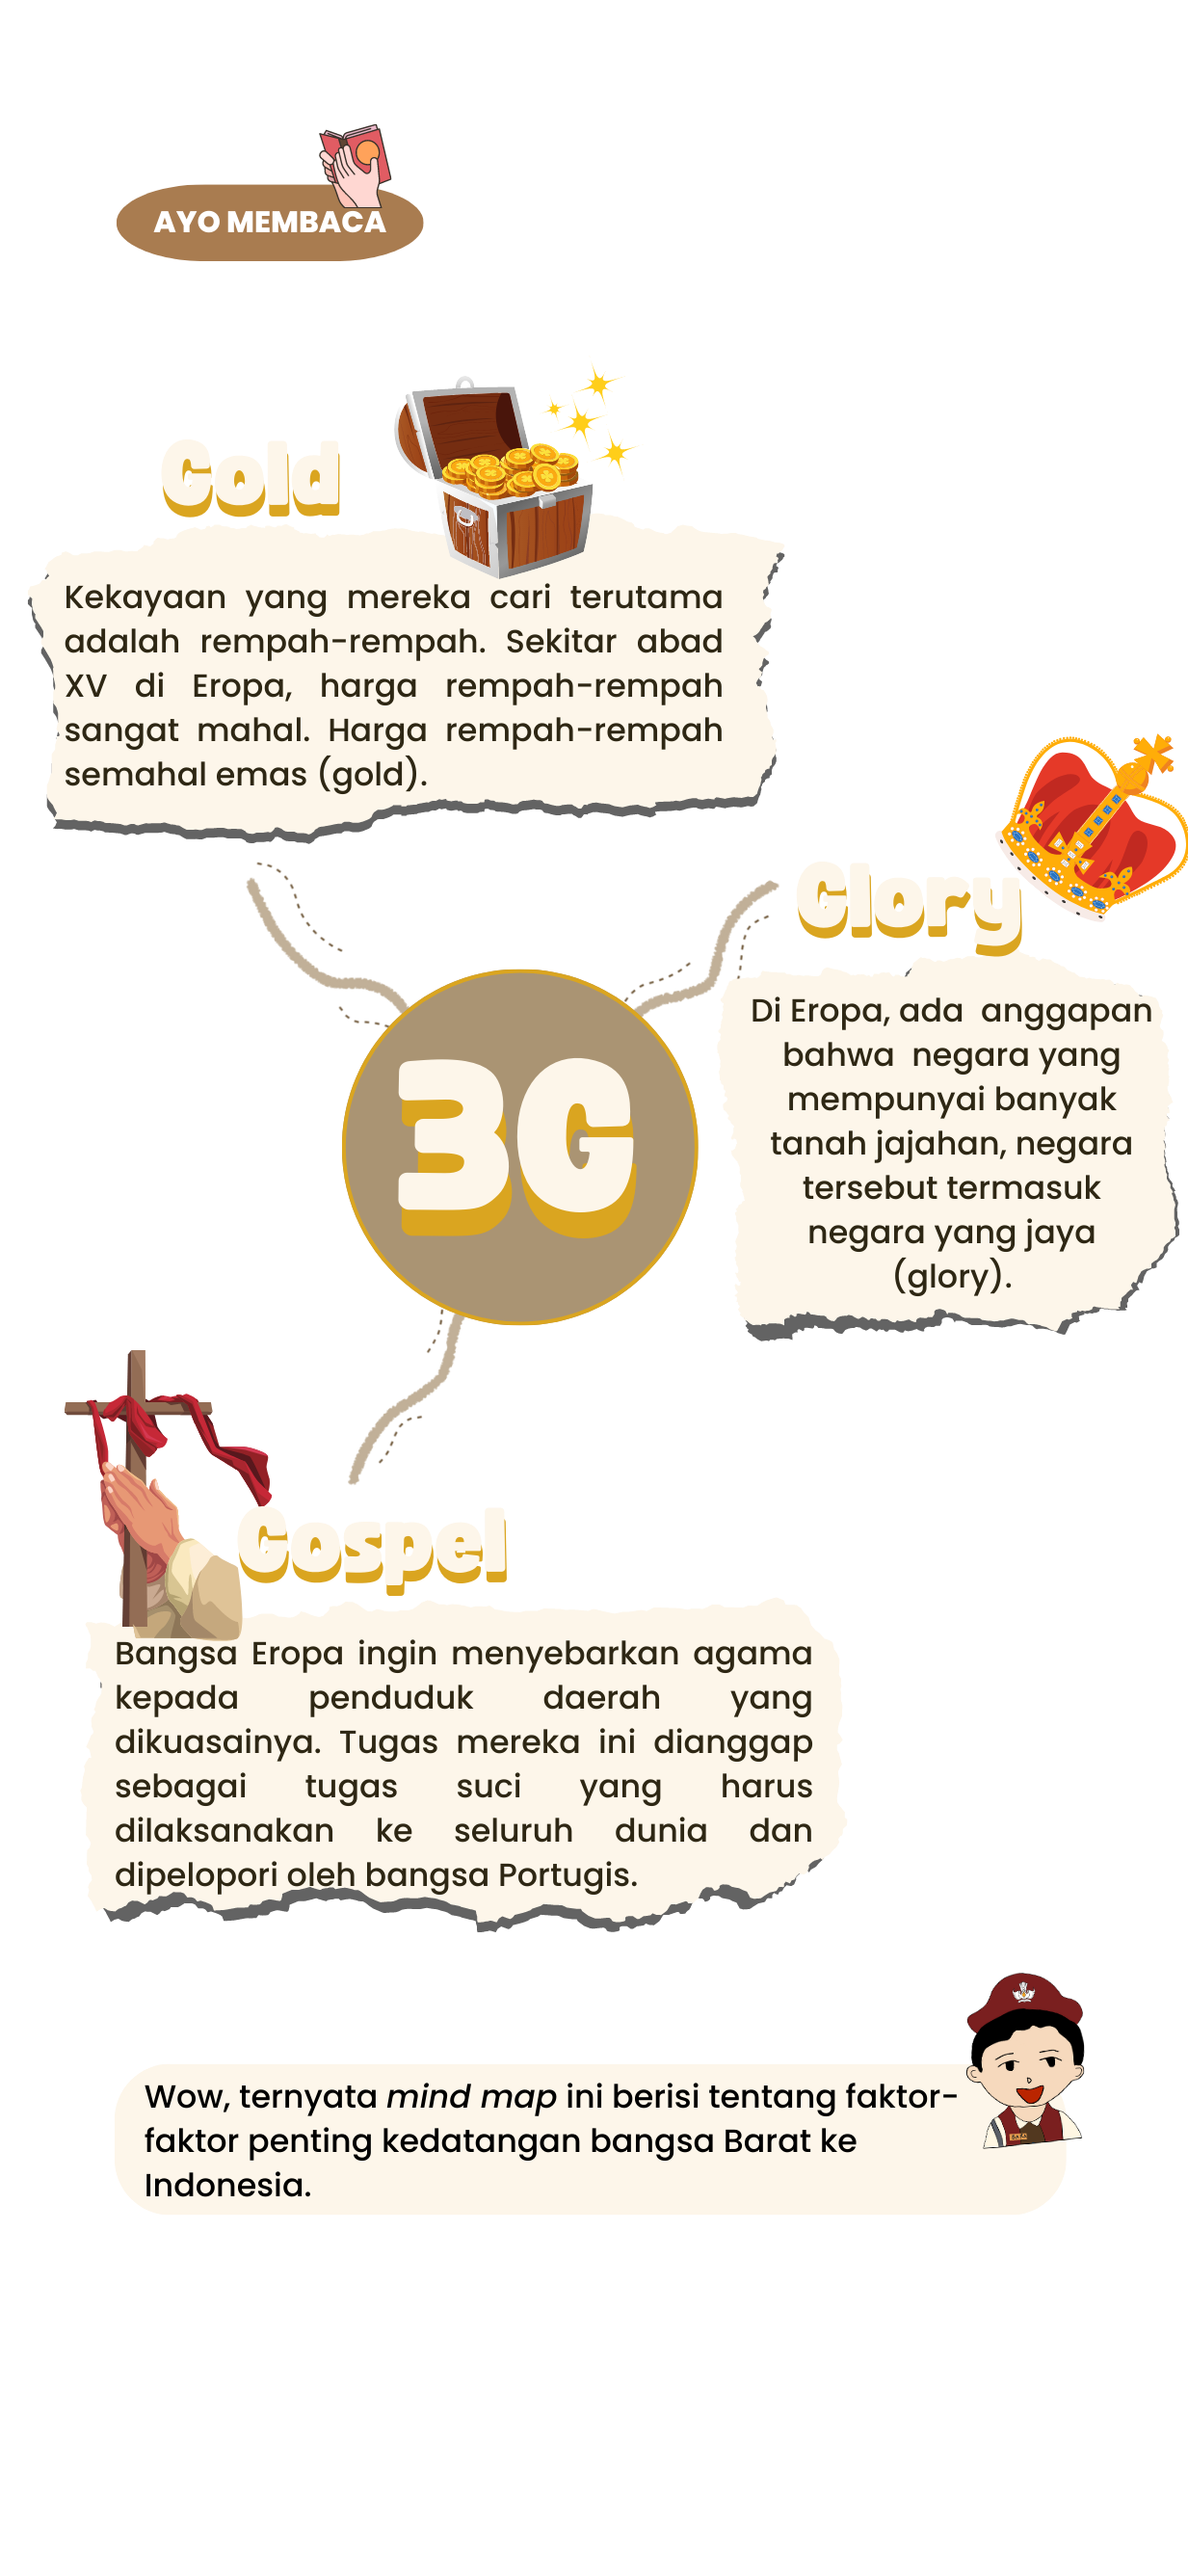 AYO MEMBACA
Gold
Kekayaan yang mereka cari terutama
adalah rempah-rempah. Sekitar abad
XV di Eropa, harga rempah-rempah
sangat mahal. Harga rempah-rempah
semahal emas (gold).
Glory
Di Eropa, ada anggapan
bahwa negara yang
mempunyai banyak
tanah jajahan, negara
tersebut termasuk
negara yang jaya
(glory).
3G
Gospel
Bangsa Eropa ingin menyebarkan agama
kepada penduduk daerah yang
dikuasainya. Tugas mereka ini dianggap
sebagai tugas suci yang harus
dilaksanakan ke seluruh dunia dan
dipelopori oleh bangsa Portugis.
Wow, ternyata mind map ini berisi tentang faktor-
faktor penting kedatangan bangsa Barat ke
Indonesia.